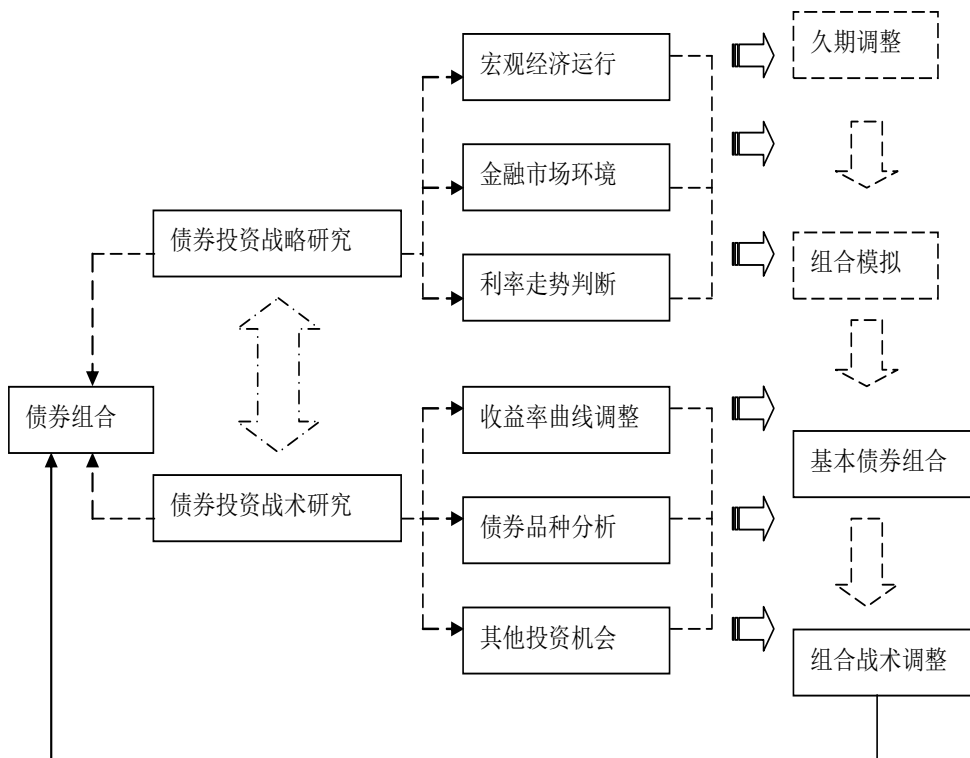 宏观经济运行
久期调整
金融市场环境
债券投资战略研究
组合模拟
利率走势判断
债券组合
收益率曲线调整
基本债券组合
债券投资战术研究
债券品种分析
其他投资机会
组合战术调整